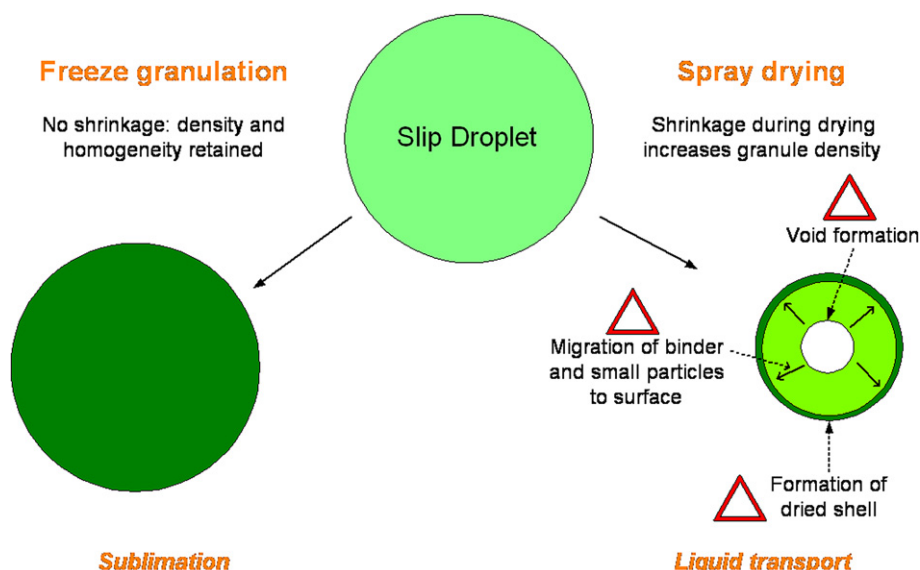 Freeze granulation
No shrinkage: density and
homogeneity retained
Slip Droplet
Spray drying
Shrinkage during drying
increases granule density
Void formation
Migration of binder
and small particles
to surface
Formation of
dried shell
Sublimation
Liquid transport